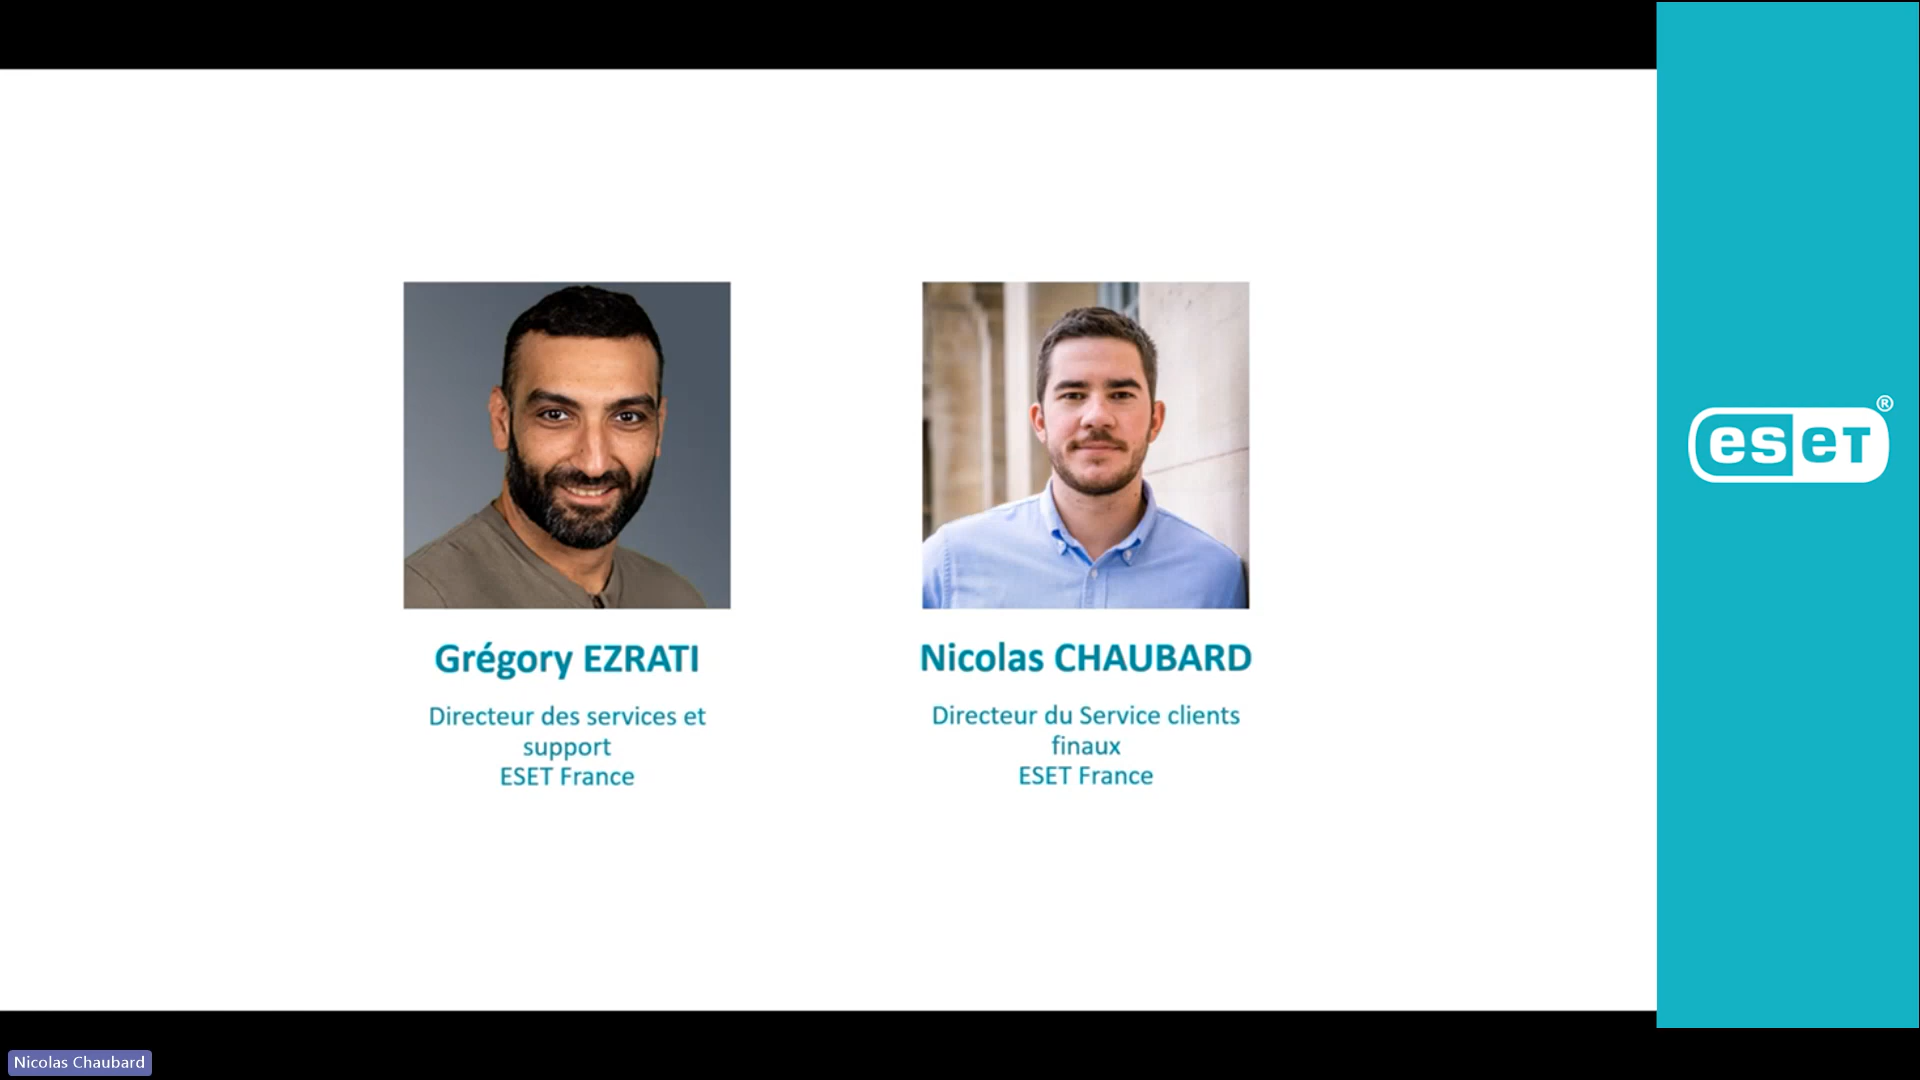 Grégory EZRATI
Directeur des services et
support
ESET France
Nicolas CHAUBARD
Directeur du Service clients
finaux
ESET France
eseT®
Nicolas Chaubard